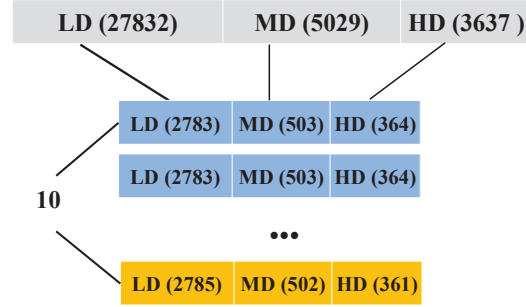 LD (27832) MD (5029) HD (3637 )
LD (2783) MD (503) HD (364)
LD (2783) MD (503) HD (364)
10
•••
LD (2785) MD (502) HD (361)